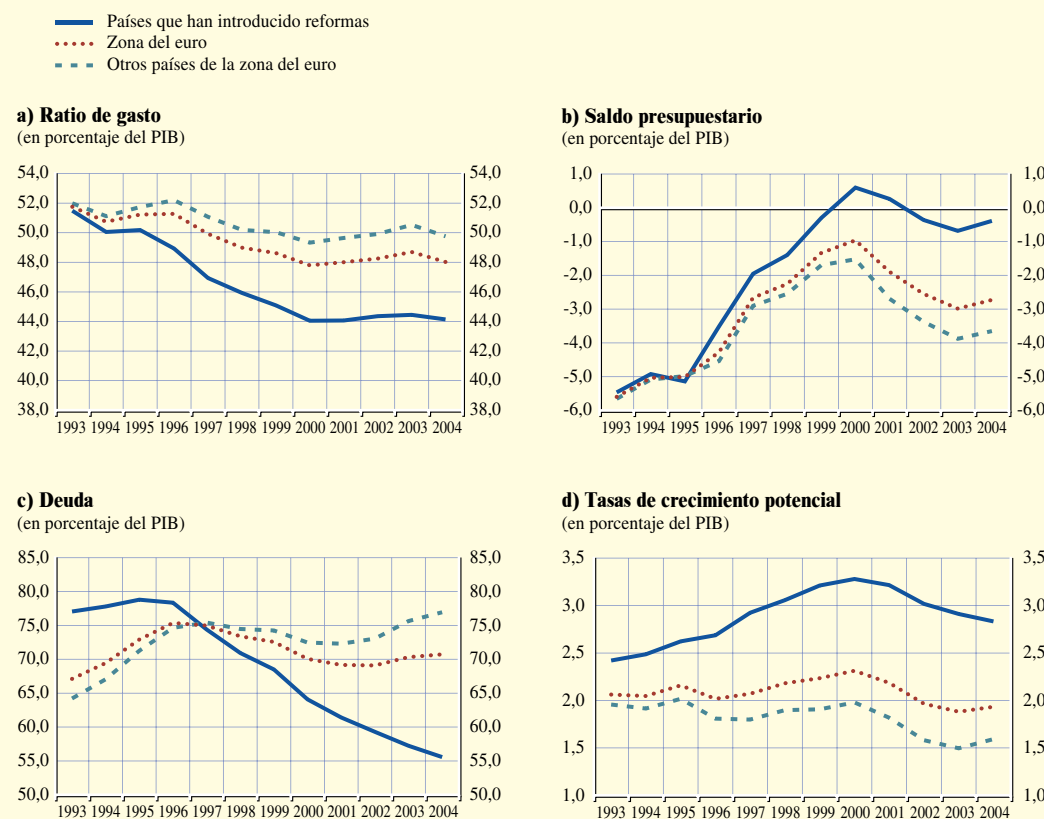 Países que han introducido reformas
Zona del euro
Otros países de la zona del euro
a) Ratio de gasto
(en porcentaje del PIB)
54,0 54,0
52,0 52,0
50,0 50,0
48,0 48,0
46,0 46,0
44,0 44,0
42,0 42,0
40,0 40,0
38,0 38,0
1993 1994 1995 1996 1997 1998 1999 2000 2001 2002 2003 2004
b) Saldo presupuestario
(en porcentaje del PIB)
1,0 1,0
0,0 0,0
-1,0 -1,0
-2,0 -2,0
-3,0 -3,0
-4,0 -4,0
-5,0 -5,0
-6,0 -6,0
1993 1994 1995 1996 1997 1998 1999 2000 2001 2002 2003 2004
c) Deuda
(en porcentaje del PIB)
85,0 85,0
80,0 80,0
75,0 75,0
70,0 70,0
65,0 65,0
60,0 60,0
55,0 55,0
50,0 50,0
1993 1994 1995 1996 1997 1998 1999 2000 2001 2002 2003 2004
d) Tasas de crecimiento potencial
(en porcentaje del PIB)
3,5 3,5
3,0 3,0
2,5 2,5
2,0 2,0
1,5 1,5
1,0 1,0
1993 1994 1995 1996 1997 1998 1999 2000 2001 2002 2003 2004